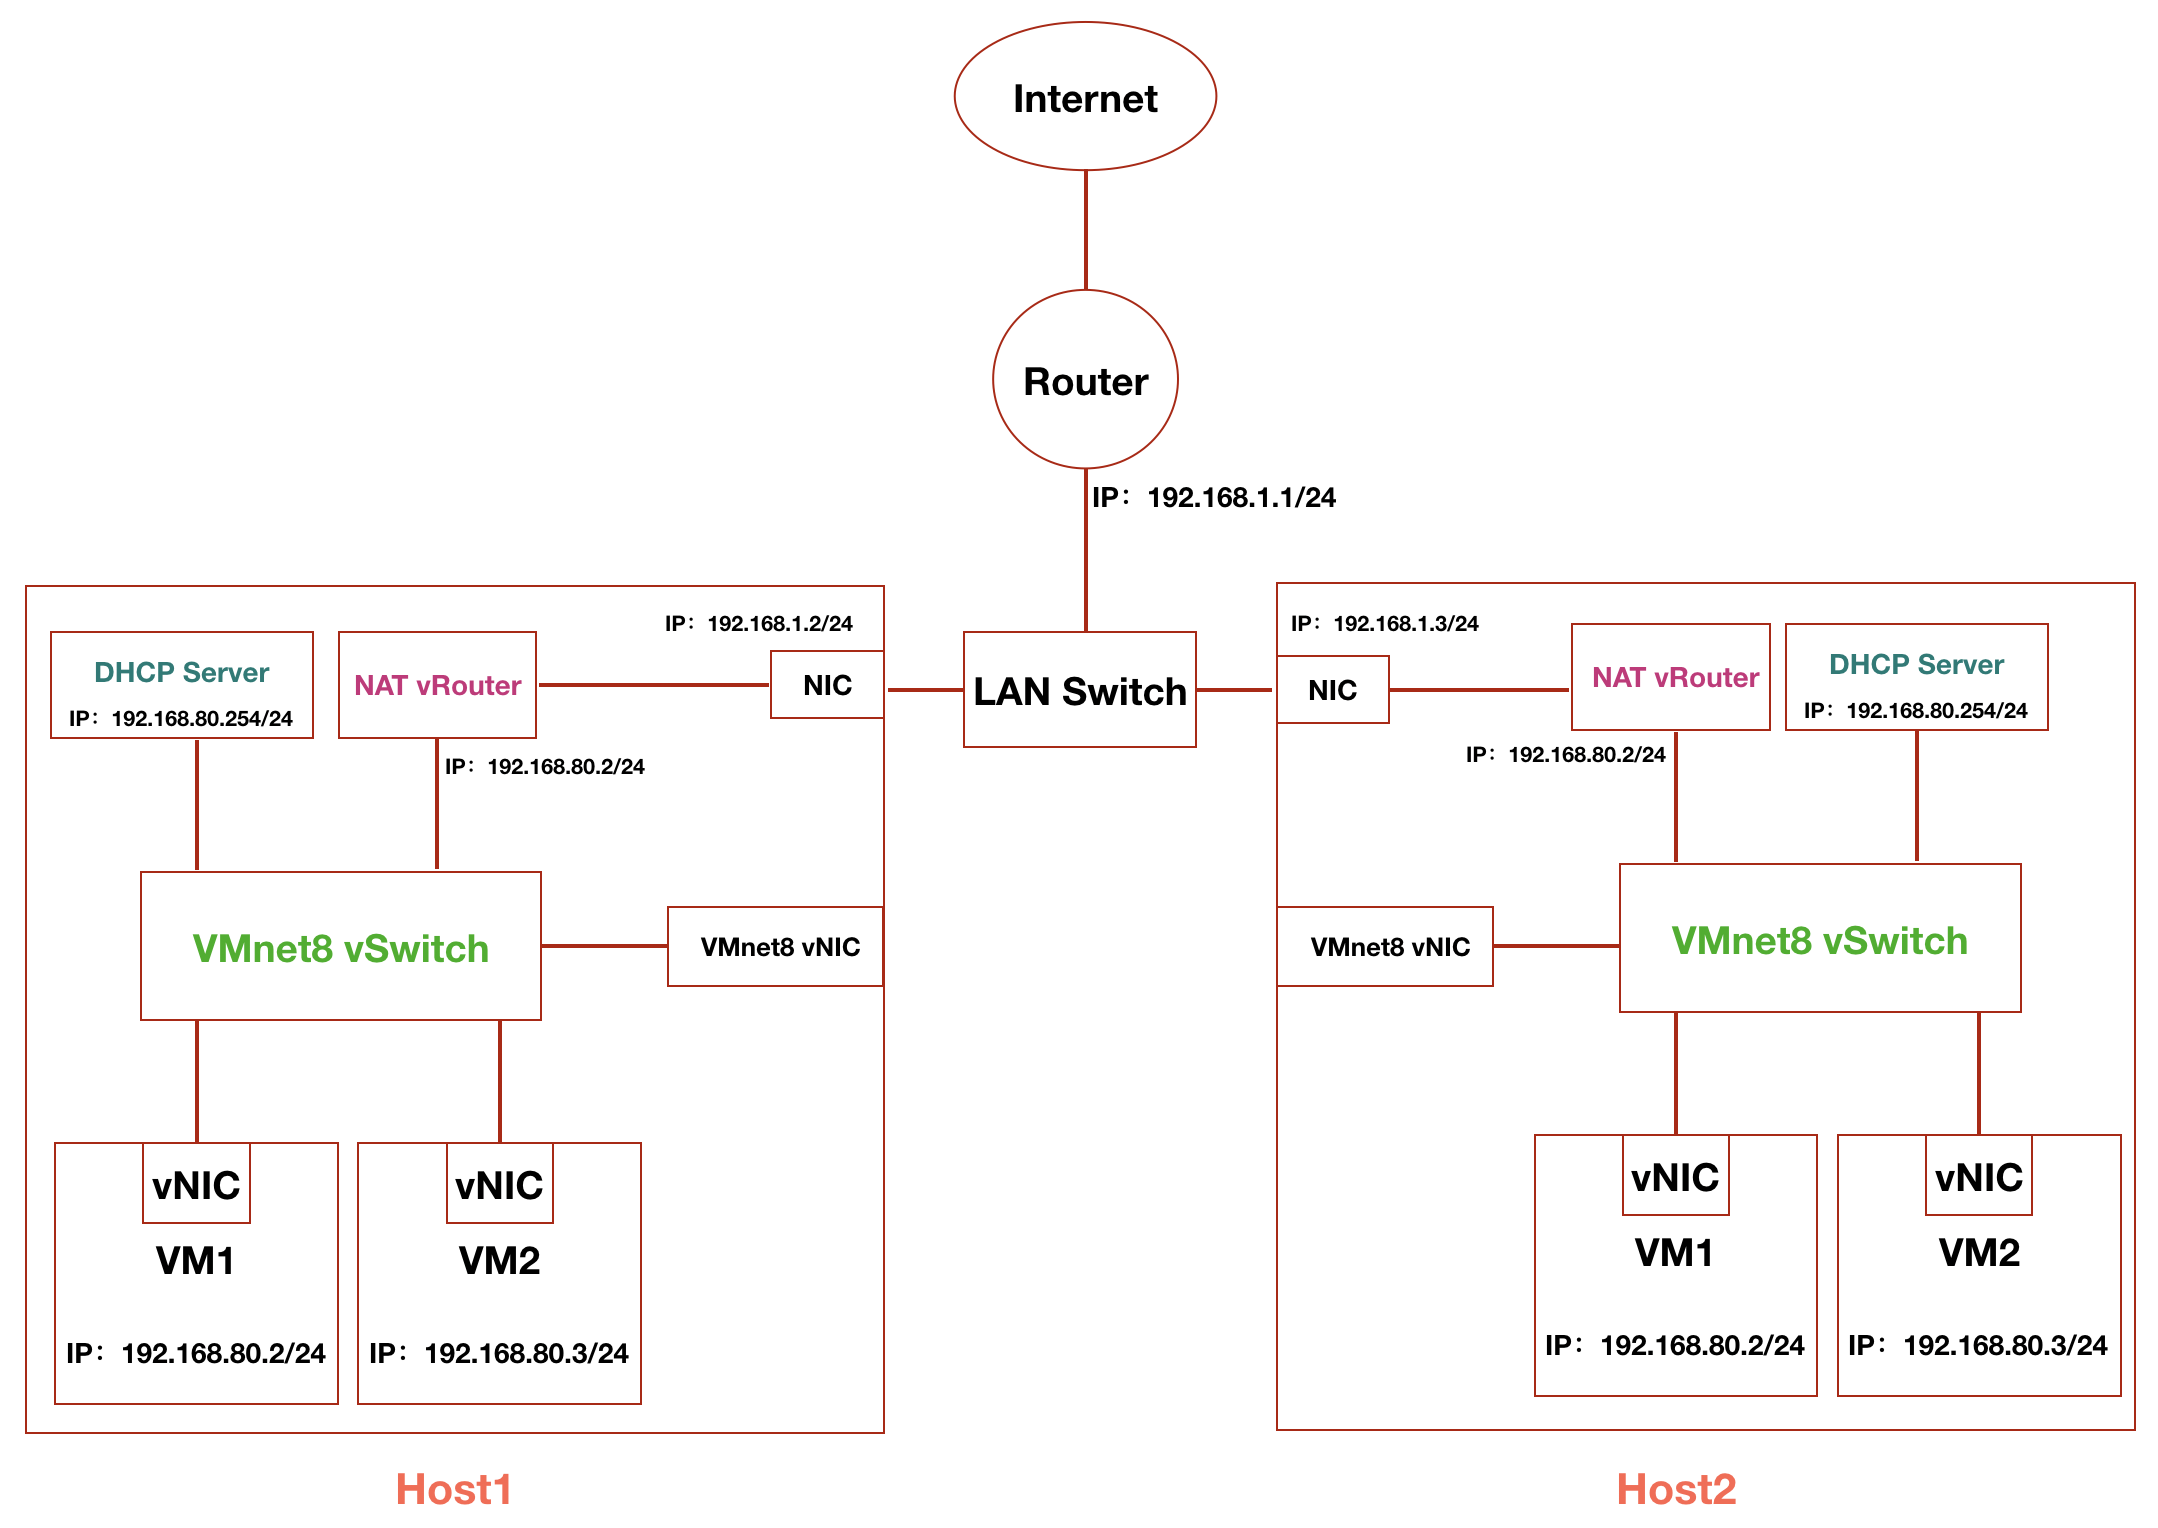 Internet
Router
IP：192.168.1.1/24
LAN Switch
IP：192.168.1.2/24
DHCP Server
IP：192.168.80.254/24
NAT vRouter
NIC
IP：192.168.80.2/24
VMnet8 vSwitch
VMnet8 vNIC
vNIC
VM1
IP：192.168.80.2/24
vNIC
VM2
IP：192.168.80.3/24
Host1
IP：192.168.1.3/24
NIC
NAT vRouter
DHCP Server
IP：192.168.80.254/24
IP：192.168.80.2/24
VMnet8 vNIC
VMnet8 vSwitch
vNIC
VM1
IP：192.168.80.2/24
vNIC
VM2
IP：192.168.80.3/24
Host2